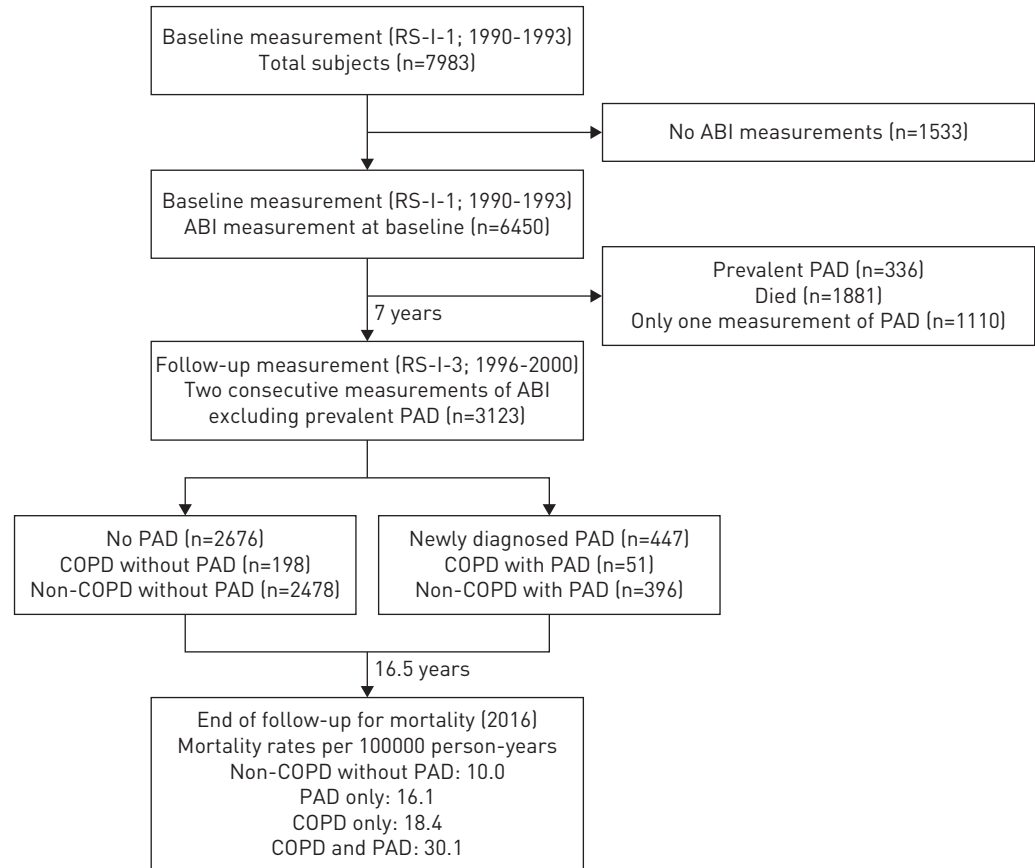 Baseline measurement (RS-I-1; 1990-1993)
Total subjects (n=7983)
No ABI measurements (n=1533)
Baseline measurement (RS-I-1; 1990-1993)
ABI measurement at baseline (n=6450)
Prevalent PAD (n=336)
Died (n=1881)
Only one measurement of PAD (n=1110)
7 years
Follow-up measurement (RS-I-3; 1996-2000)
Two consecutive measurements of ABI
excluding prevalent PAD (n=3123)
No PAD (n=2676)
COPD without PAD (n=198)
Non-COPD without PAD (n=2478)
Newly diagnosed PAD (n=447)
COPD with PAD (n=51)
Non-COPD with PAD (n=396)
16.5 years
End of follow-up for mortality (2016)
Mortality rates per 100000 person-years
Non-COPD without PAD: 10.0
PAD only: 16.1
COPD only: 18.4
COPD and PAD: 30.1